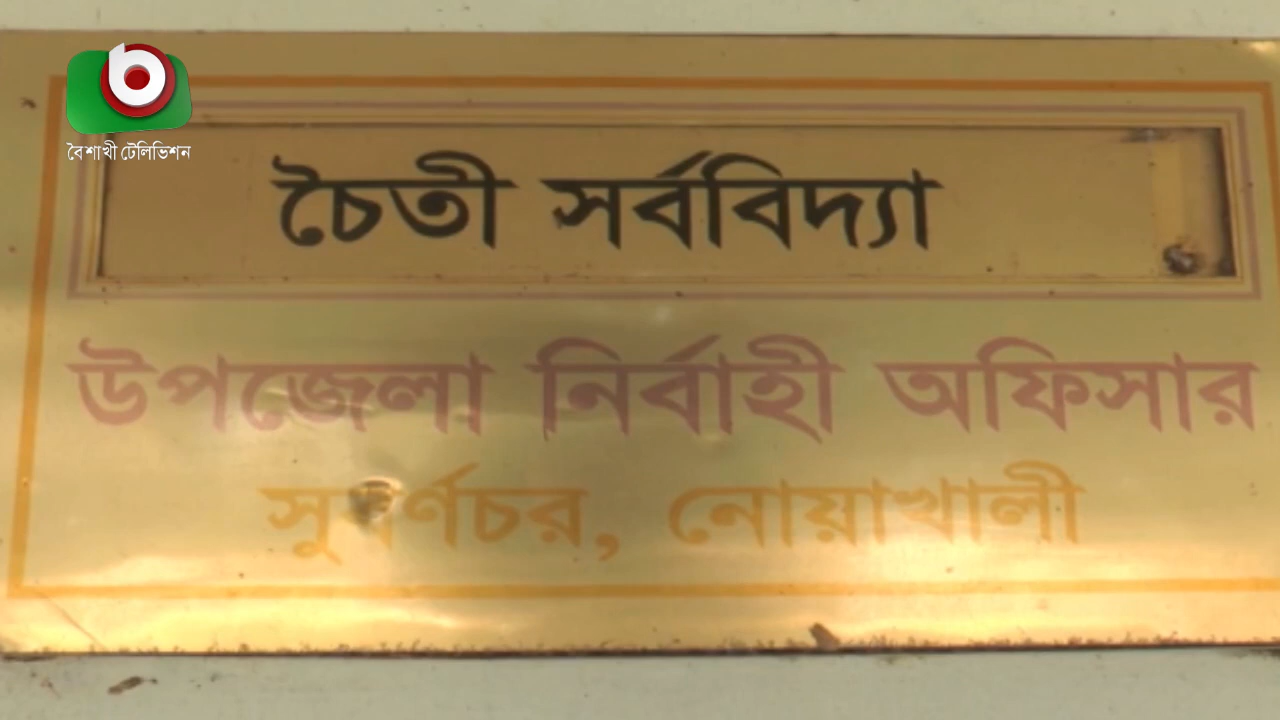 বৈশাখী টেলিভিশন
চৈতী সর্ববিদ্যা
উপজেলা নির্বাহী অফিসার
সুবর্ণচর, নোয়াখালী